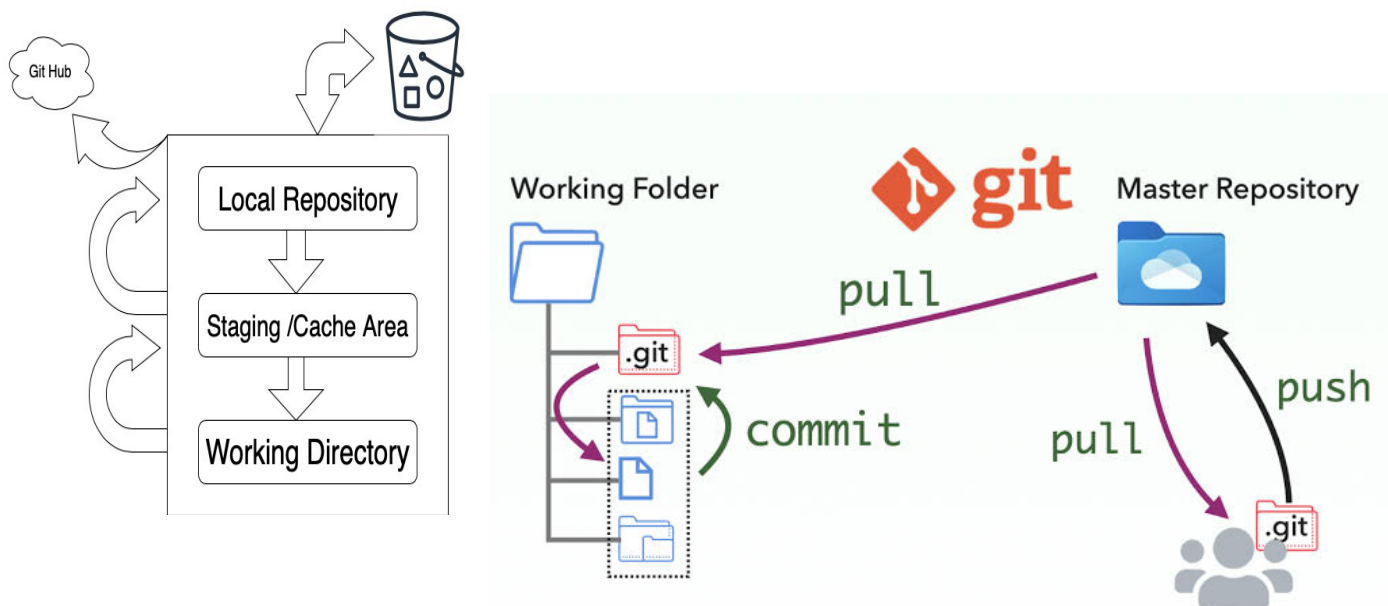 Git Hub
Local Repository
Staging /Cache Area
Working Directory
git
Working Folder
Master Repository
pull
.git
commit
pull
push
.git